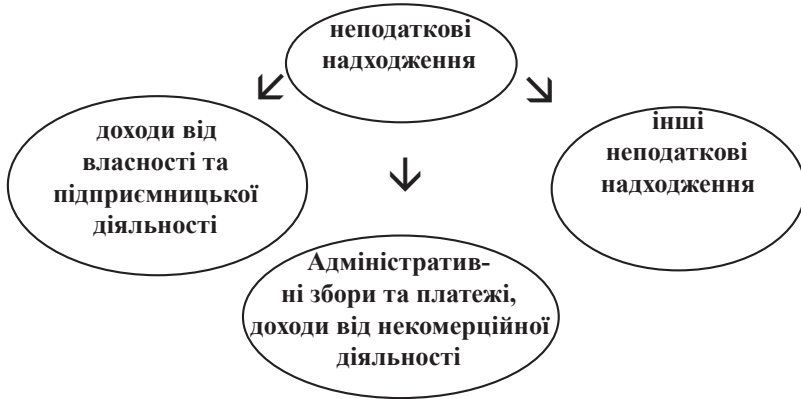 неподаткові
надходження
доходи від
власності та
підприємницької
діяльності
інші
неподаткові
надходження
Адміністратив-
ні збори та платежі,
доходи від некомерційної
діяльності